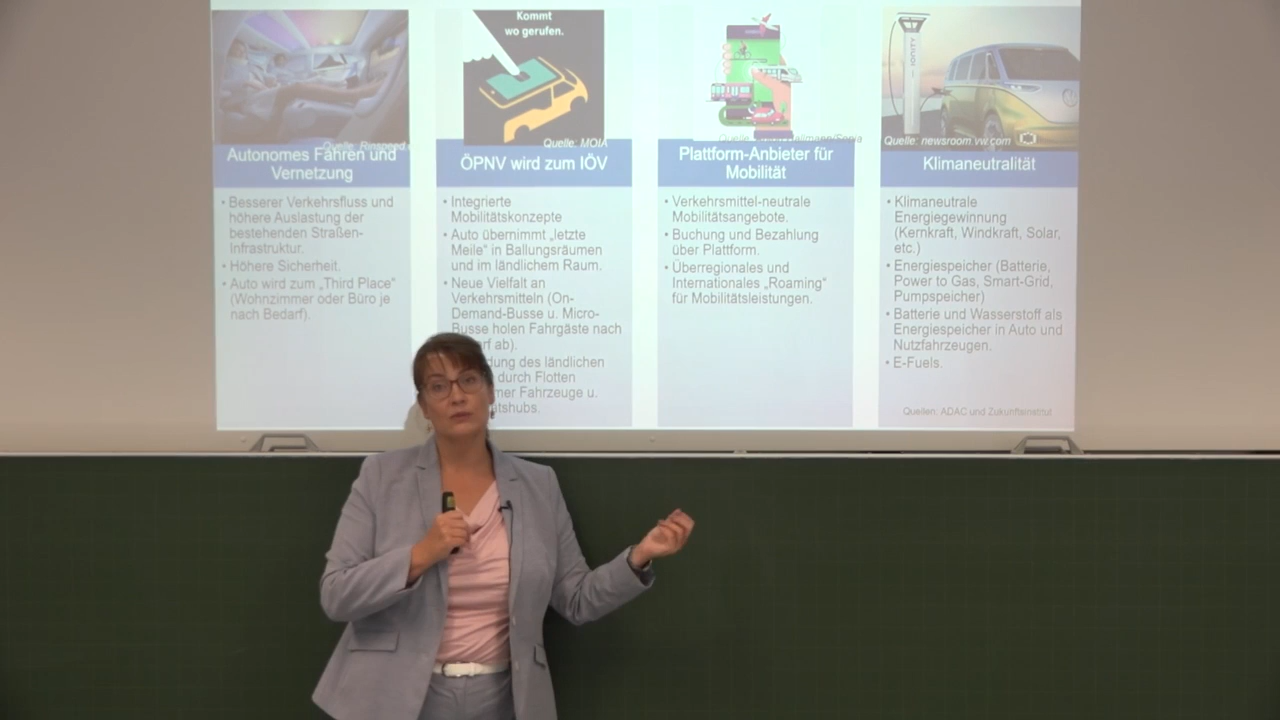 Kommt
wo gerufen.
IONITY
Quelle: Rinspeed
Quelle: MOIA
Quelle: newsroom.vw.com
Autonomes Fahren und
Vernetzung
• Besserer Verkehrsfluss und
höhere Auslastung der
bestehenden Straßen-
Infrastruktur.
• Höhere Sicherheit.
• Auto wird zum „Third Place“
(Wohnzimmer oder Büro je
nach Bedarf).
ÖPNV wird zum IÖV
• Integrierte
Mobilitätskonzepte
• Auto übernimmt „letzte
Meile“ in Ballungsräumen
und im ländlichem Raum.
• Neue Vielfalt an
Verkehrsmitteln (On-
Demand-Busse u. Micro-
Busse holen Fahrgäste nach
ab).
des ländlichen
durch Flotten
Fahrzeuge u.
Plattform-Anbieter für
Mobilität
• Verkehrsmittel-neutrale
Mobilitätsangebote.
• Buchung und Bezahlung
über Plattform.
• Überregionales und
Internationales „Roaming“
für Mobilitätsleistungen.
Klimaneutralität
• Klimaneutrale
Energiegewinnung
(Kernkraft, Windkraft, Solar,
etc.)
• Energiespeicher (Batterie,
Power to Gas, Smart-Grid,
Pumpspeicher)
• Batterie und Wasserstoff als
Energiespeicher in Auto und
Nutzfahrzeugen.
• E-Fuels.
Quellen: ADAC und Zukunftsinstitut